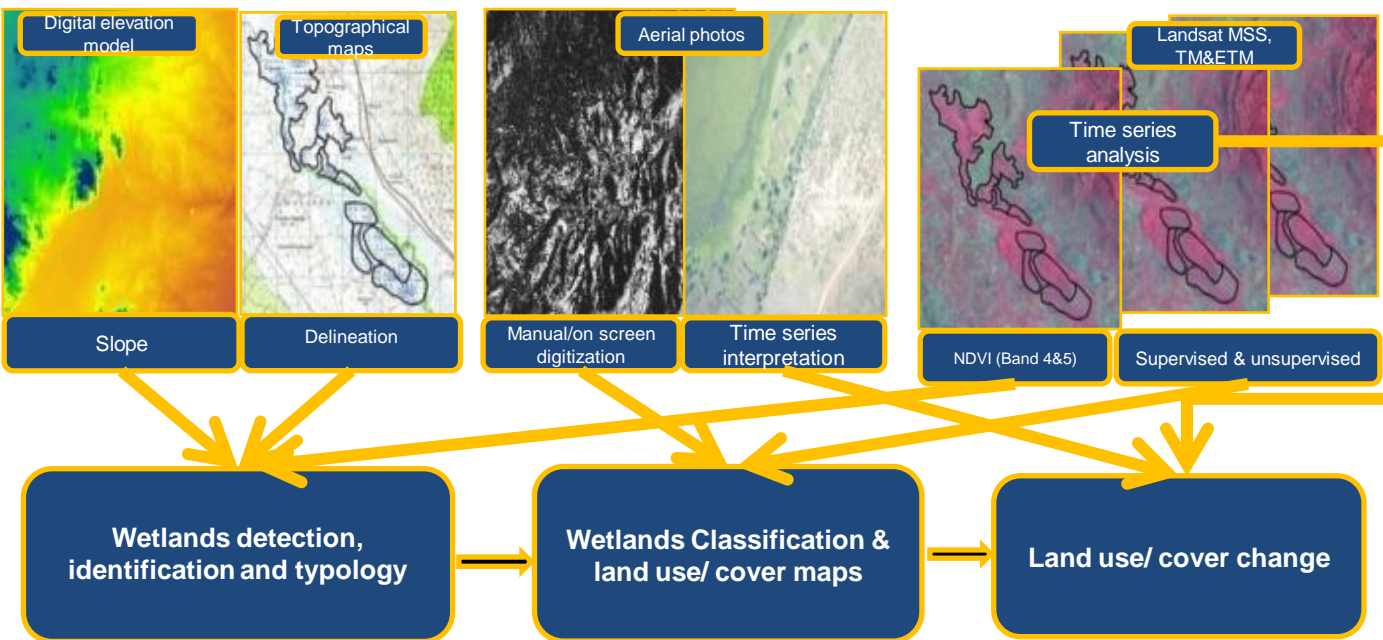 Digital elevation
model
Topographical
maps
Aerial photos
Landsat MSS,
TM&ETM
Time series
analysis
Slope
Delineation
Manual/on screen
digitization
Time series
interpretation
NDVI (Band 4&5)
Supervised & unsupervised
Wetlands detection,
identification and typology
Wetlands Classification &
land use/ cover maps
Land use/ cover change